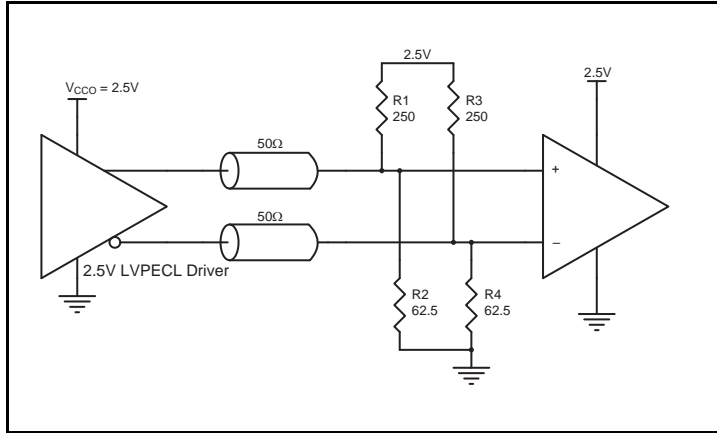 2.5V
2.5V
VCCO = 2.5V
R1
250
R3
250
50Ω
+
50Ω
–
2.5V LVPECL Driver
R2
62.5
R4
62.5